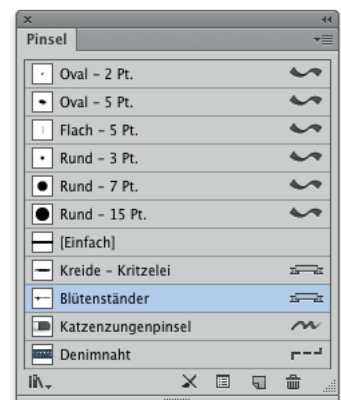 Pinsel
Oval – 2 Pt.
Oval – 5 Pt.
Flach – 5 Pt.
Rund – 3 Pt.
Rund – 7 Pt.
Rund – 15 Pt.
[Einfach]
Kreide – Kritzelei
Blütenständer
Katzenzungenpinsel
Denimnaht